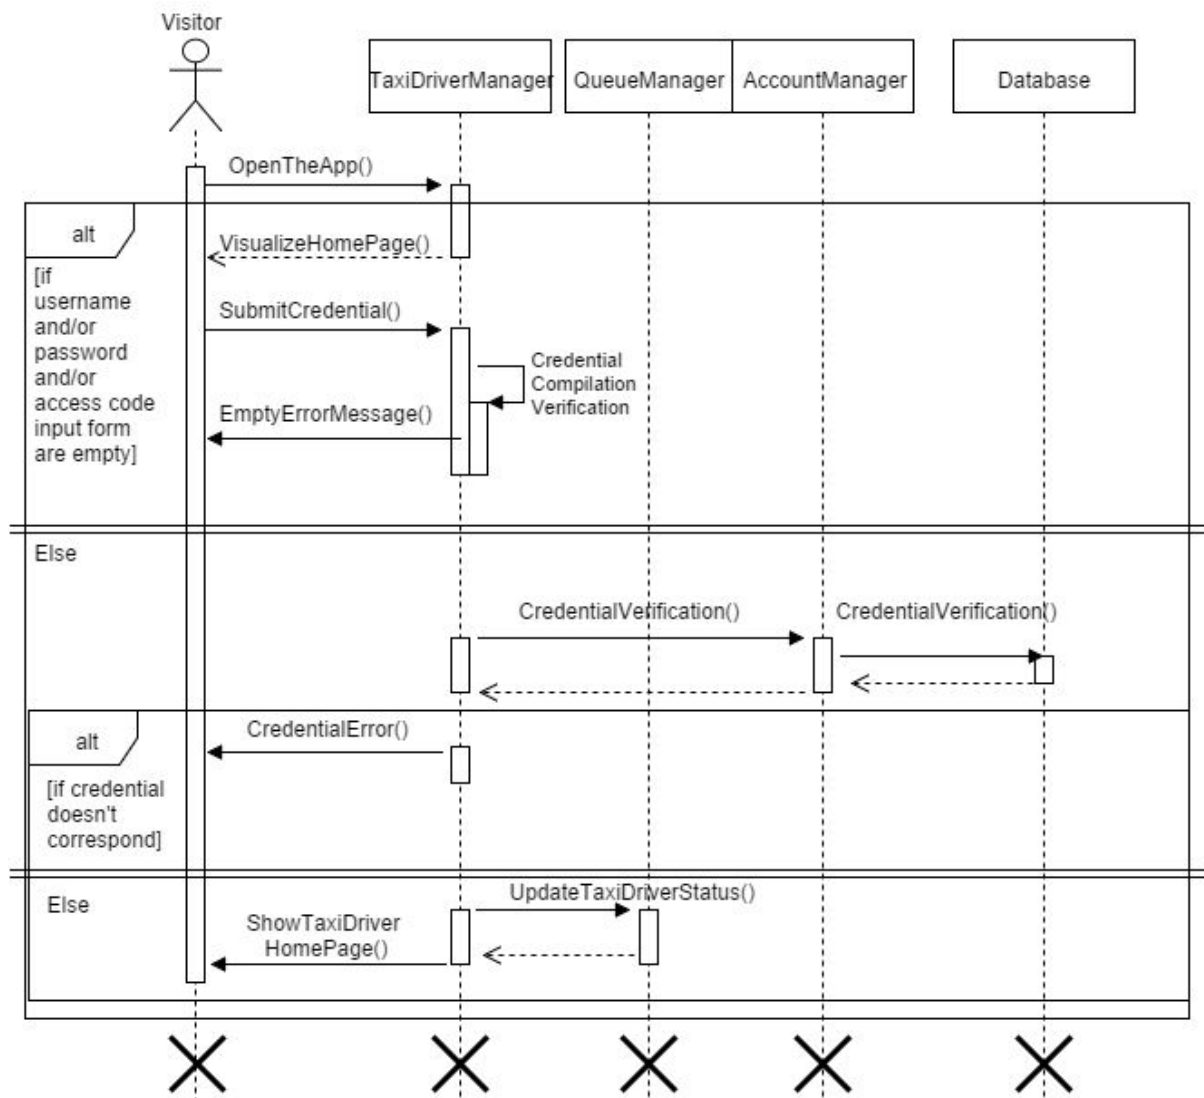 Visitor
TaxiDriverManager
QueueManager
AccountManager
Database
OpenTheApp()
alt
VisualizeHomePage()
[if
username
and/or
password
and/or
access code
input form
are empty]
SubmitCredential()
Credential
Compilation
Verification
EmptyErrorMessage()
Else
CredentialVerification()
CredentialVerification()
alt
CredentialError()
[if credential
doesn't
correspond]
Else
UpdateTaxiDriverStatus()
ShowTaxiDriver
HomePage()